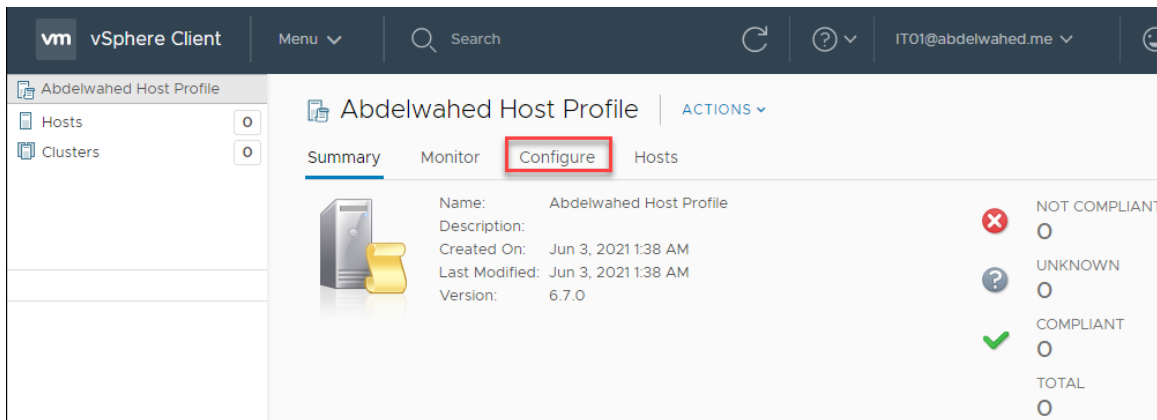 vm vSphere Client Menu Search IT01@abdelwahed.me
Abdelwahed Host Profile
Hosts 0
Clusters 0
Abdelwahed Host Profile ACTIONS
Summary Monitor Configure Hosts
Name: Abdelwahed Host Profile
Description:
Created On: Jun 3, 2021 1:38 AM
Last Modified: Jun 3, 2021 1:38 AM
Version: 6.7.0
NOT COMPLIANT
0
UNKNOWN
0
COMPLIANT
0
TOTAL
0